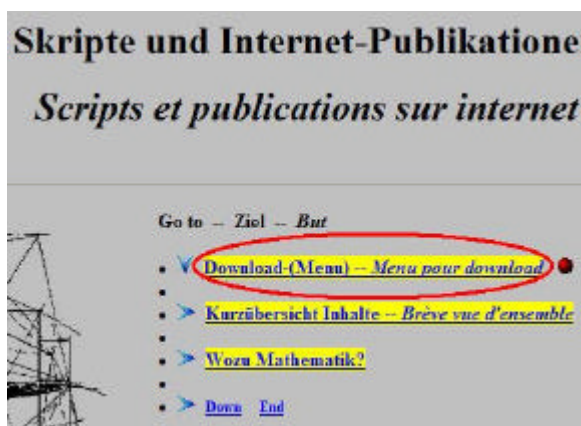 Skripte und Internet-Publikatione
Scripts et publications sur internet
Go to -- Ziel -- But
Download-(Menu) -- Menu pour download
Kurzübersicht Inhalte -- Brève vue d'ensemble
Wozu Mathematik?
Down End